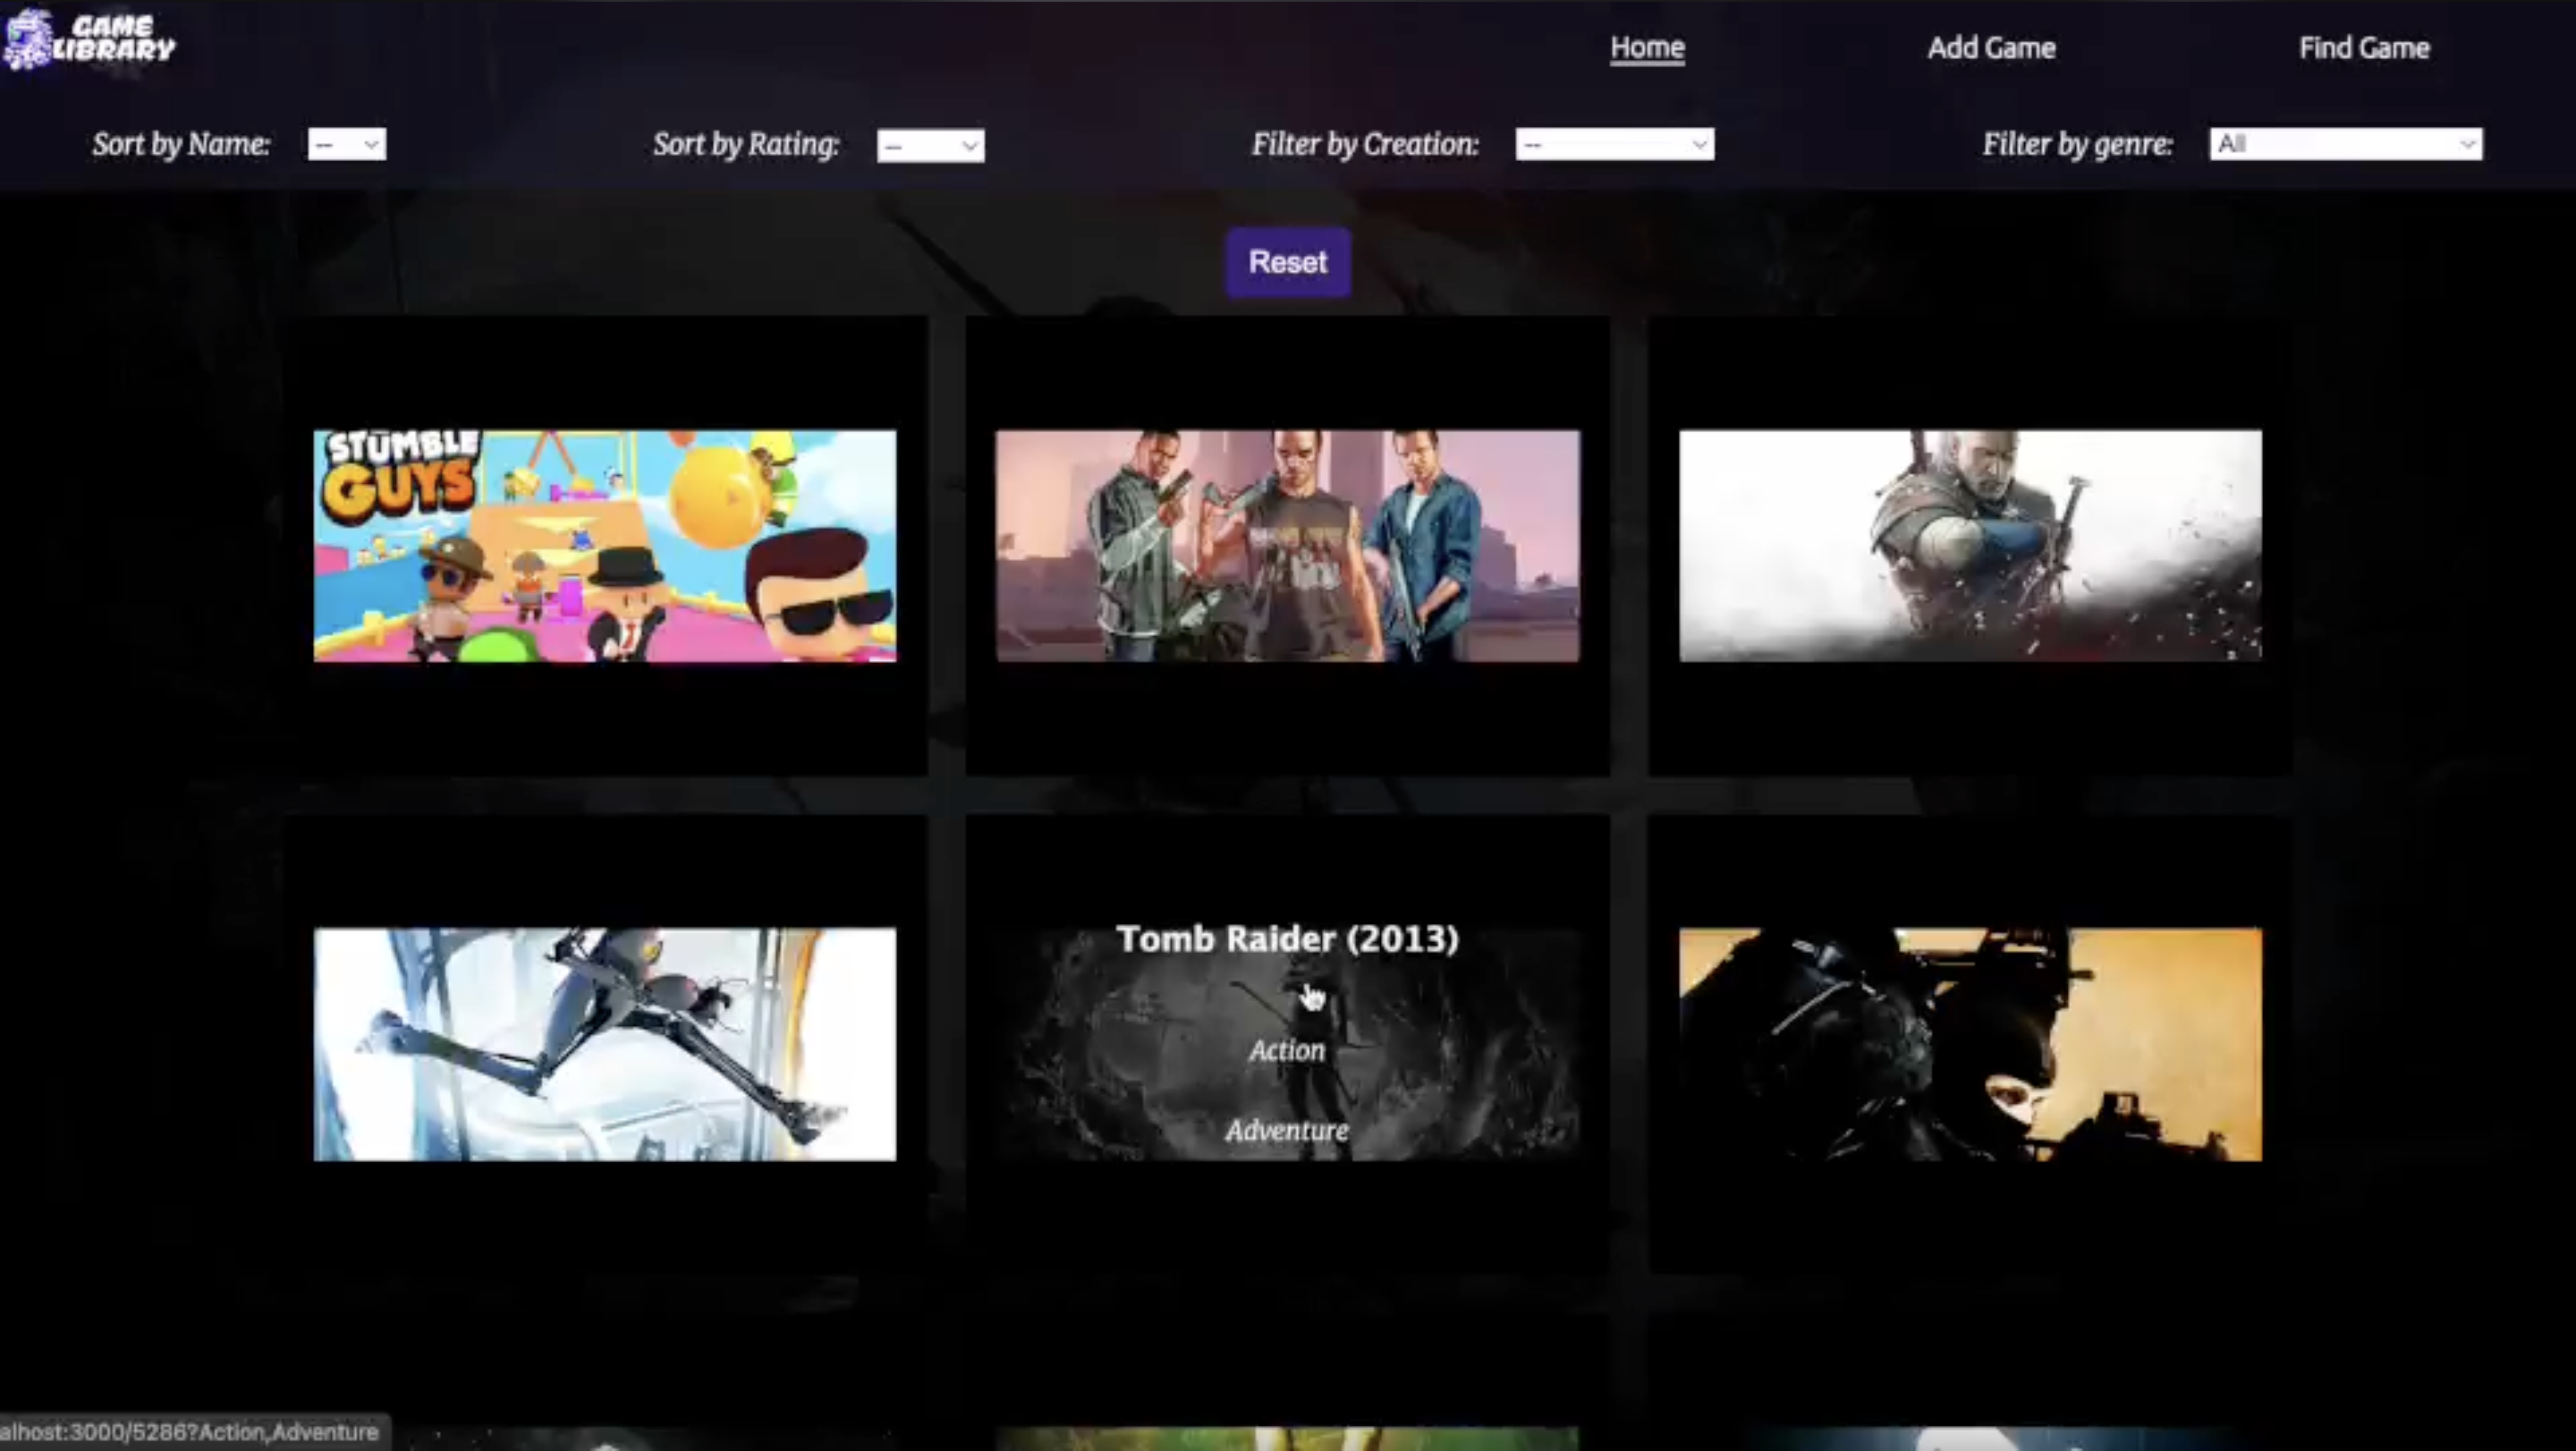 GAME
LIBRARY
Home Add Game Find Game
Sort by Name: -- Sort by Rating: -- Filter by Creation: -- Filter by genre: All
Reset
STUMBLE
GUYS
Tomb Raider (2013)
Action
Adventure
alhost:3000/5286?Action,Adventure